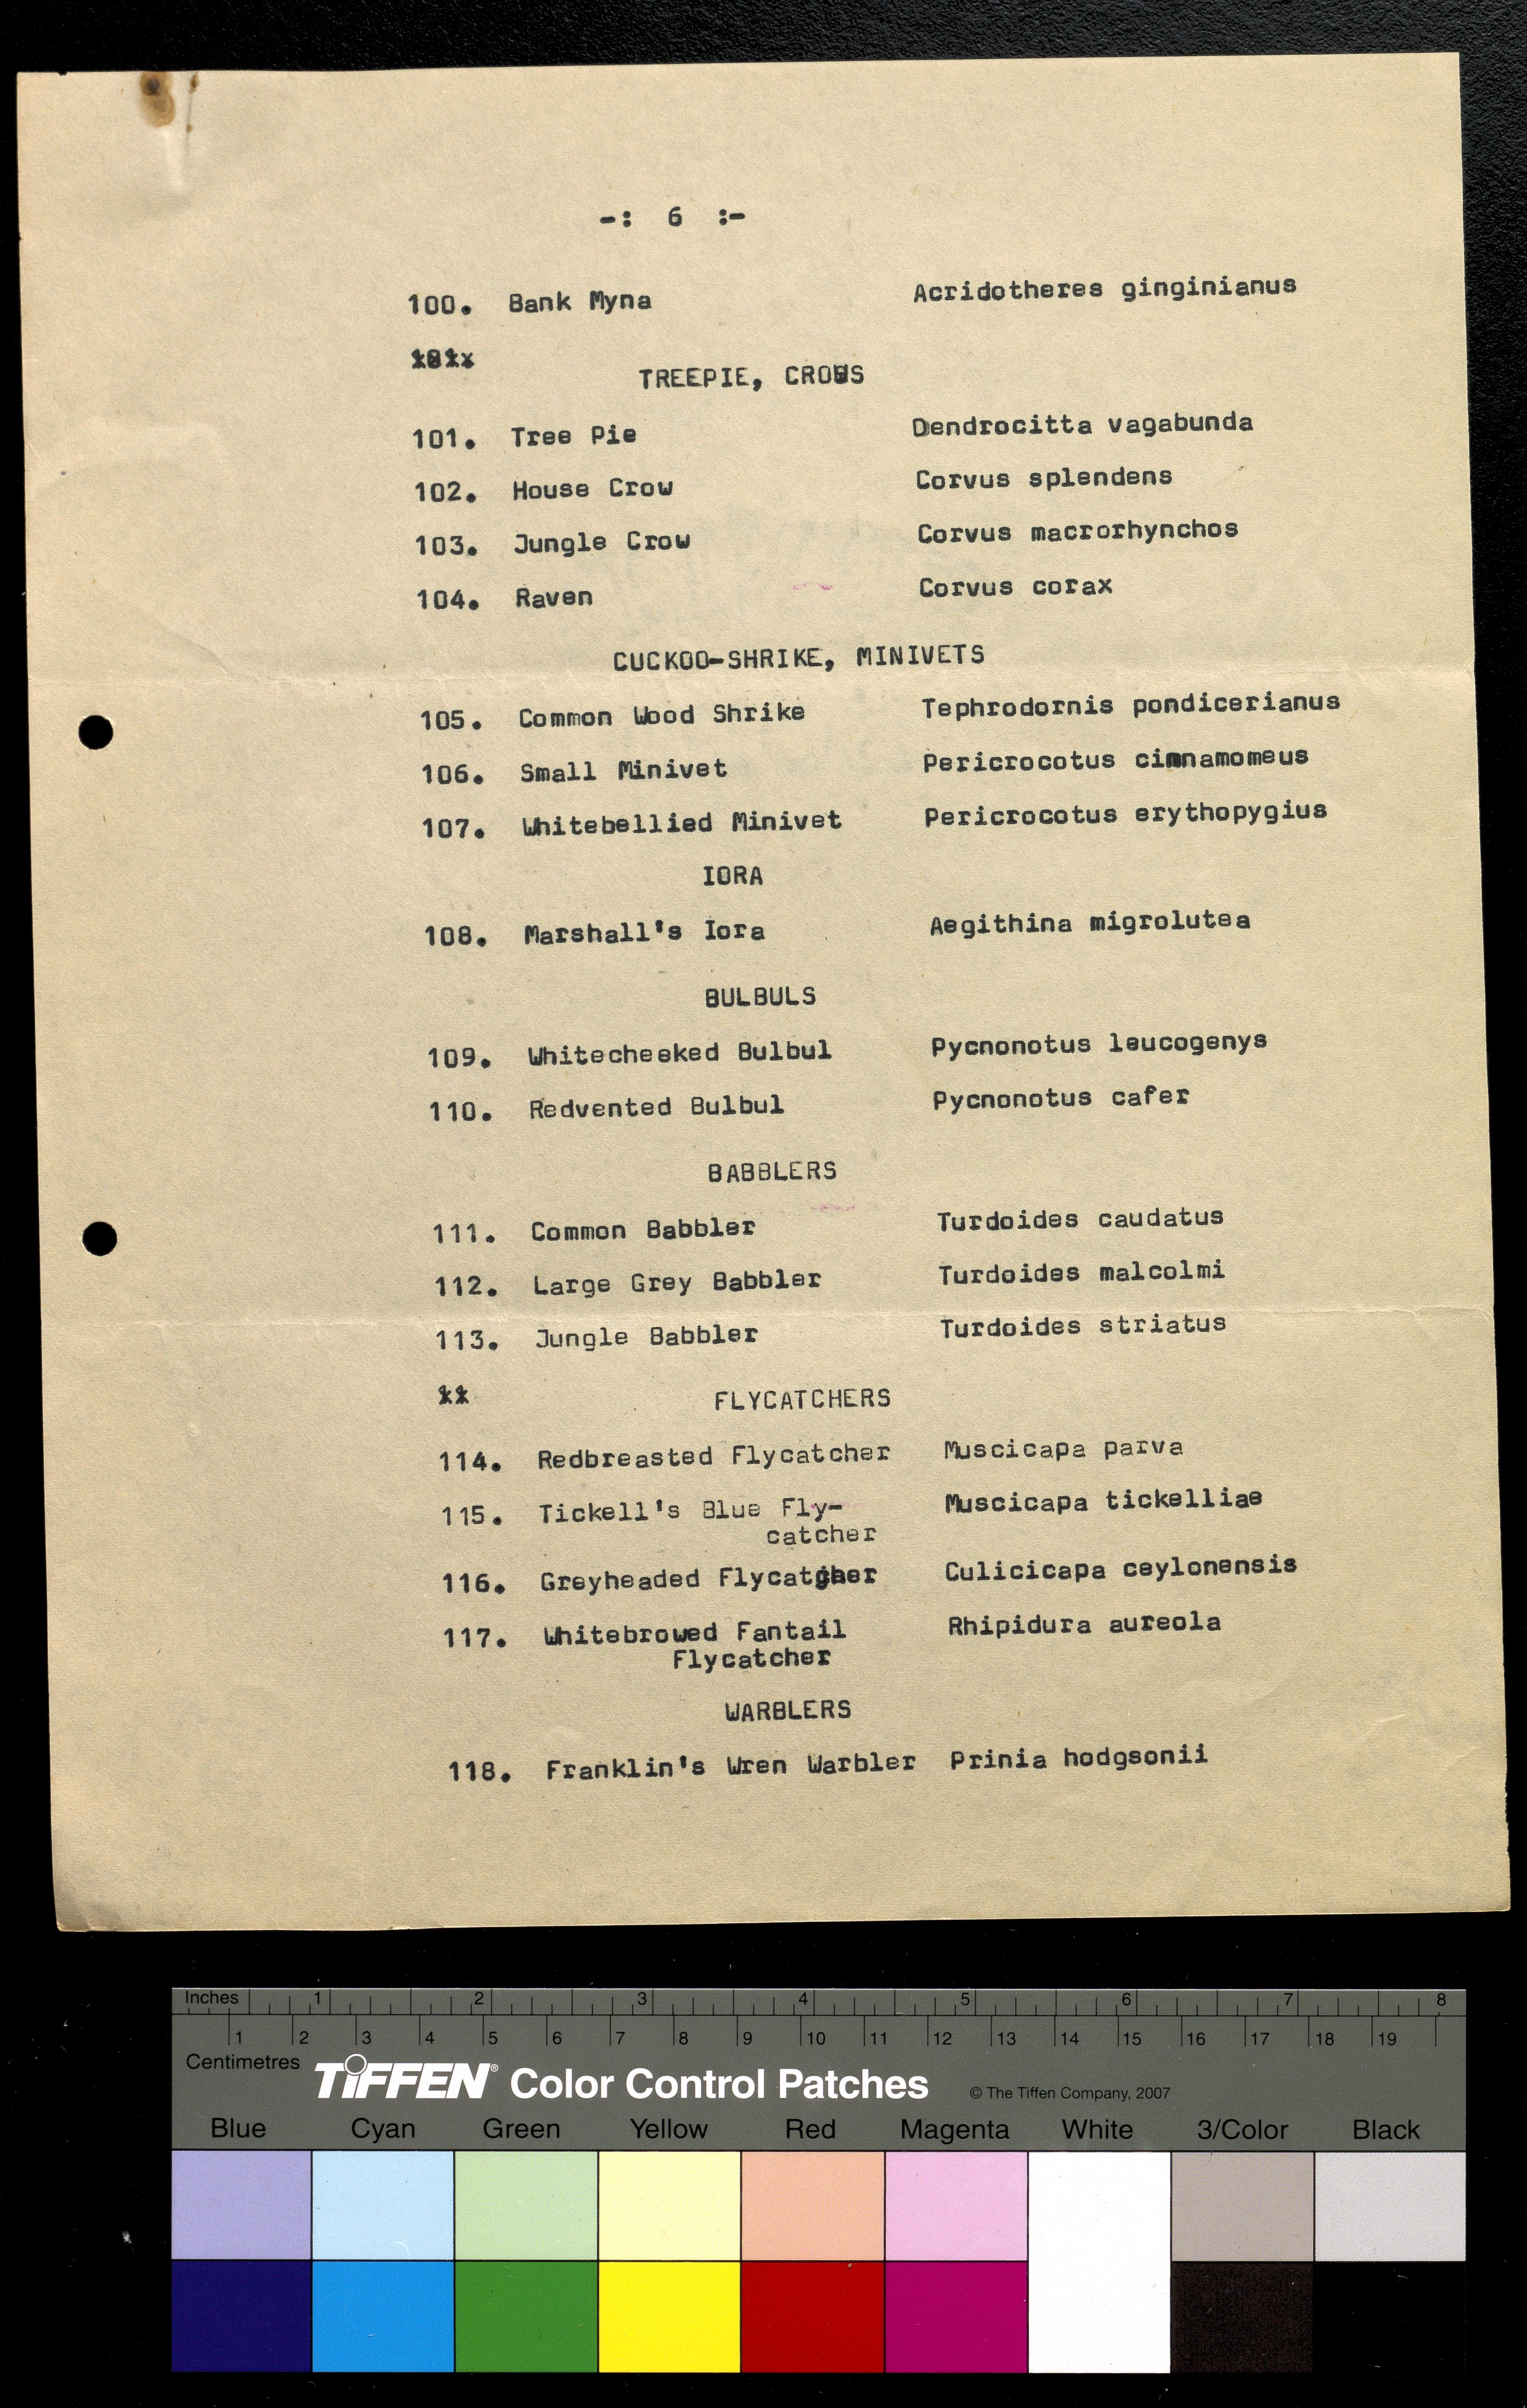 -: 6 :-
100. Bank Myna Acridotheres ginginianus
TREEPIE, CROWS
101. Tree Pie Dendrocitta vagabunda
102. House Crow Corvus splendens
103. Jungle Crow Corvus macrorhynchos
104. Raven Corvus corax
CUCKOO-SHRIKE, MINIVETS
105. Common Wood Shrike Tephrodornis pondicerianus
106. Small Minivet Pericrocotus cinnamomeus
107. Whitebellied Minivet Pericrocotus erythopygius
IORA
108. Marshall's Iora Aegithina migrolutea
BULBULS
109. Whitecheeked Bulbul Pycnonotus leucogenys
110. Redvented Bulbul Pycnonotus cafer
BABBLERS
111. Common Babbler Turdoides caudatus
112. Large Grey Babbler Turdoides malcolmi
113. Jungle Babbler Turdoides striatus
FLYCATCHERS
114. Redbreasted Flycatcher Muscicapa parva
115. Tickell's Blue Fly- Muscicapa tickelliae
catcher
116. Greyheaded Flycatcher Culicicapa ceylonensis
117. Whitebrowed Fantail Rhipidura aureola
Flycatcher
WARBLERS
118. Franklin's Wren Warbler Prinia hodgsonii
Inches 1 2 3 4 5 6 7 8
1 2 3 4 5 6 7 8 9 10 11 12 13 14 15 16 17 18 19
Centimetres
TIFFEN® Color Control Patches © The Tiffen Company, 2007
Blue Cyan Green Yellow Red Magenta White 3/Color Black